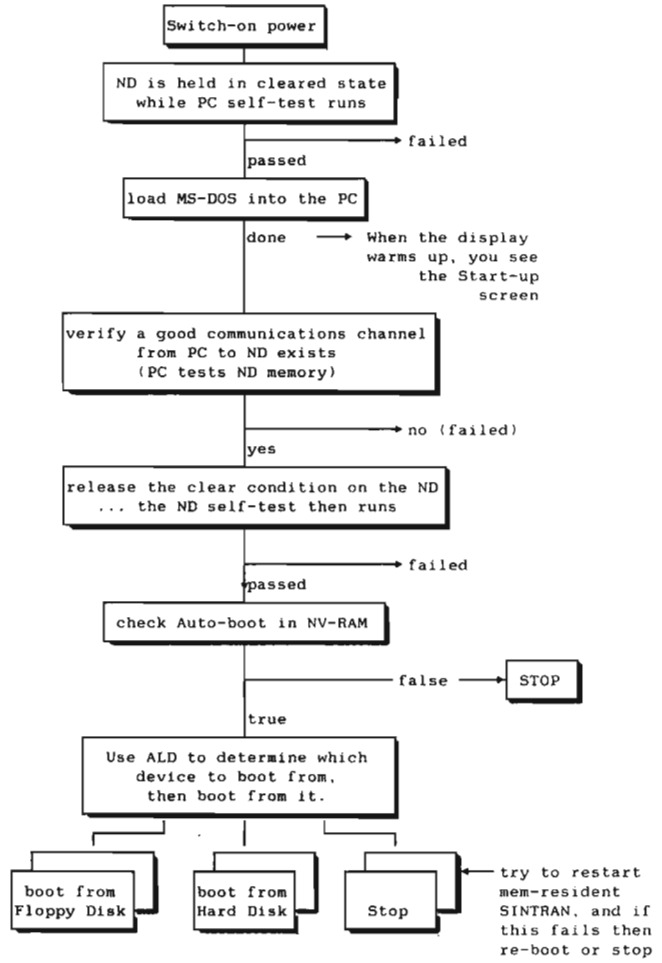 Switch-on power
ND is held in cleared state
while PC self-test runs
failed
passed
load MS-DOS into the PC
done
When the display
warms up, you see
the Start-up
screen
verify a good communications channel
from PC to ND exists
(PC tests ND memory)
no (failed)
yes
release the clear condition on the ND
... the ND self-test then runs
failed
passed
check Auto-boot in NV-RAM
false
STOP
true
Use ALD to determine which
device to boot from,
then boot from it.
boot from
Floppy Disk
boot from
Hard Disk
Stop
try to restart
mem-resident
SINTRAN, and if
this fails then
re-boot or stop